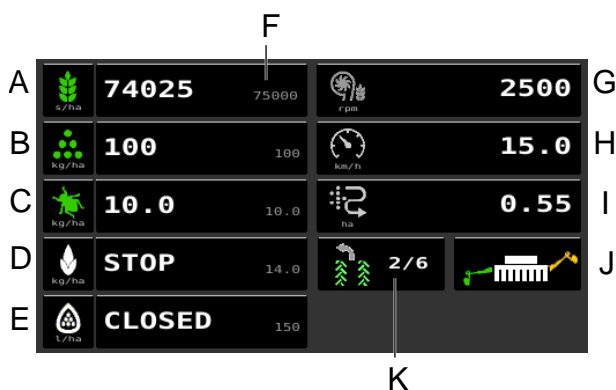 F
A s/ha 74025 75000 rpm 2500 G
B kg/ha 100 100 km/h 15.0 H
C kg/ha 10.0 10.0 ha 0.55 I
D kg/ha STOP 14.0 2/6 J
E l/ha CLOSED 150
K